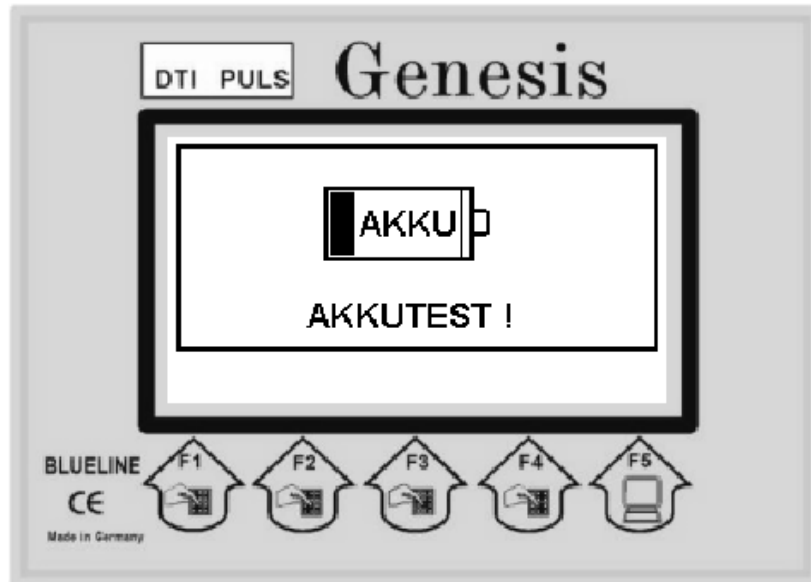 DTI PULS
Genesis
AKKU
AKKUTEST !
F1 F2 F3 F4 F5
BLUELINE
CE
Made in Germany